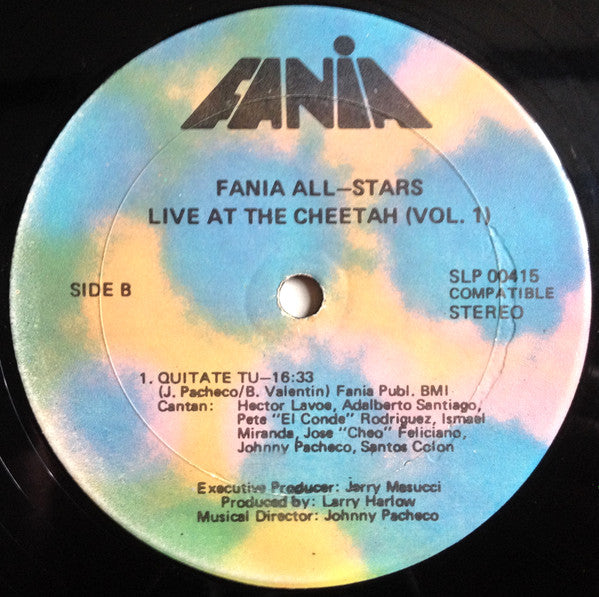 FANIA
FANIA ALL-STARS
LIVE AT THE CHEETAH (VOL. 1)
SIDE B
SLP 00415
COMPATIBLE
STEREO
1. QUITATE TU-16:33
(J. Pacheco/B. Valentin) Fania Publ. BMI
Cantan: Hector Lavoe, Adalberto Santiago,
Pete "El Conde" Rodriguez, Ismael
Miranda, Jose "Cheo" Feliciano,
Johnny Pacheco, Santos Colon
Executive Producer: Jerry Masucci
Produced by: Larry Harlow
Musical Director: Johnny Pacheco